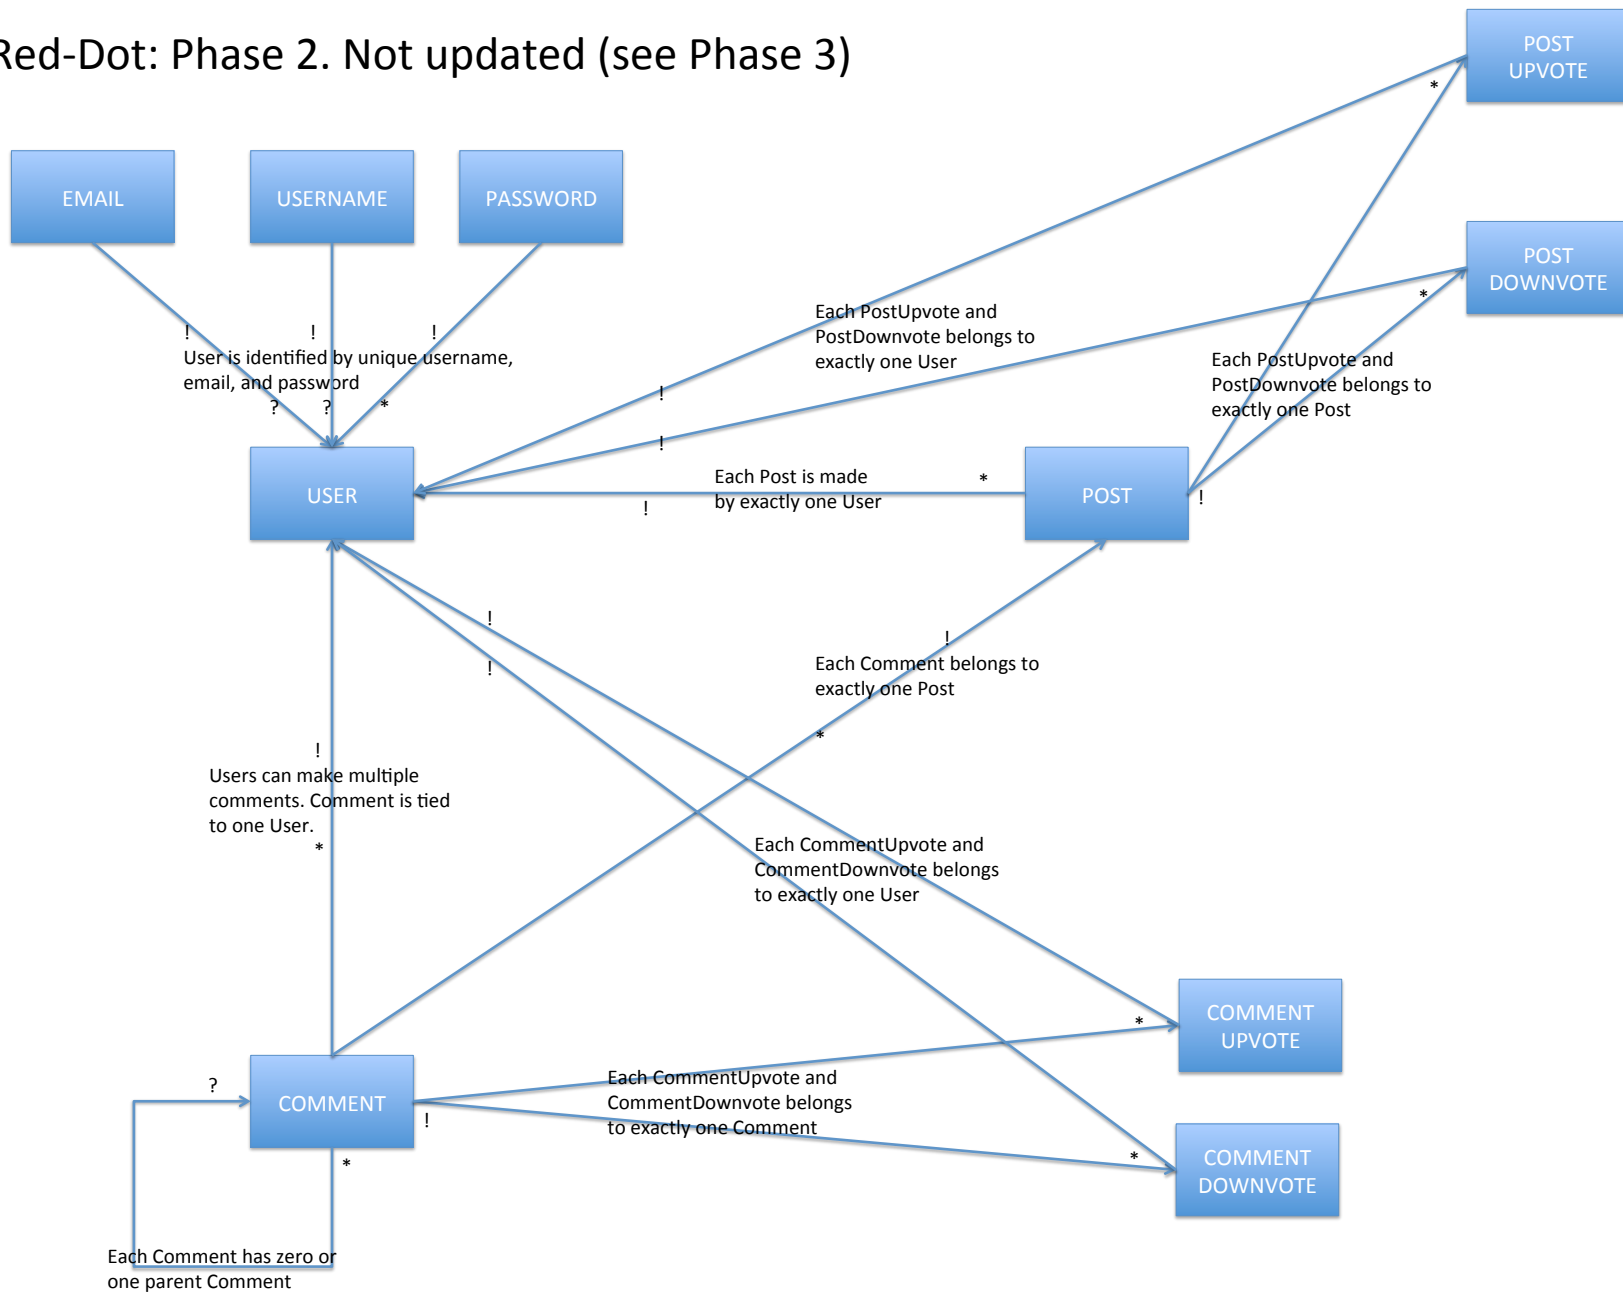 Red-Dot: Phase 2. Not updated (see Phase 3)
POST
UPVOTE
*
EMAIL
USERNAME
PASSWORD
POST
DOWNVOTE
*
Each PostUpvote and
PostDownvote belongs to
exactly one User
! ! !
User is identified by unique username,
email, and password
? ? *
Each PostUpvote and
PostDownvote belongs to
exactly one Post
!
!
USER
Each Post is made
by exactly one User
*
!
POST
!
!
!
!
Each Comment belongs to
exactly one Post
*
!
Users can make multiple
comments. Comment is tied
to one User.
*
Each CommentUpvote and
CommentDownvote belongs
to exactly one User
*
COMMENT
UPVOTE
?
COMMENT
!
*
Each CommentUpvote and
CommentDownvote belongs
to exactly one Comment
*
COMMENT
DOWNVOTE
Each Comment has zero or
one parent Comment